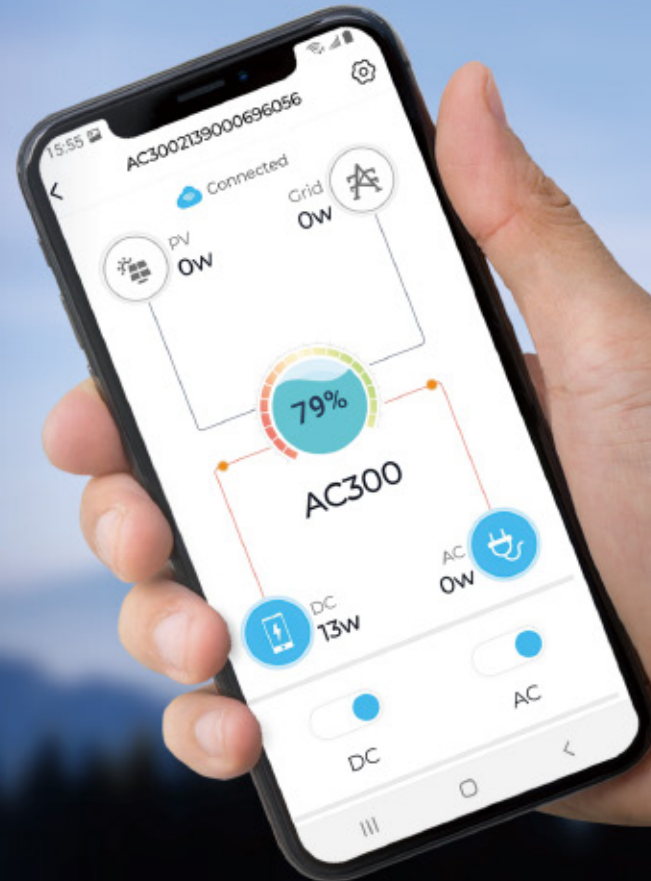 15:55
AC3002139000696056
Connected
PV
0W
Grid
0W
79%
AC300
DC
13W
AC
0W
DC
AC